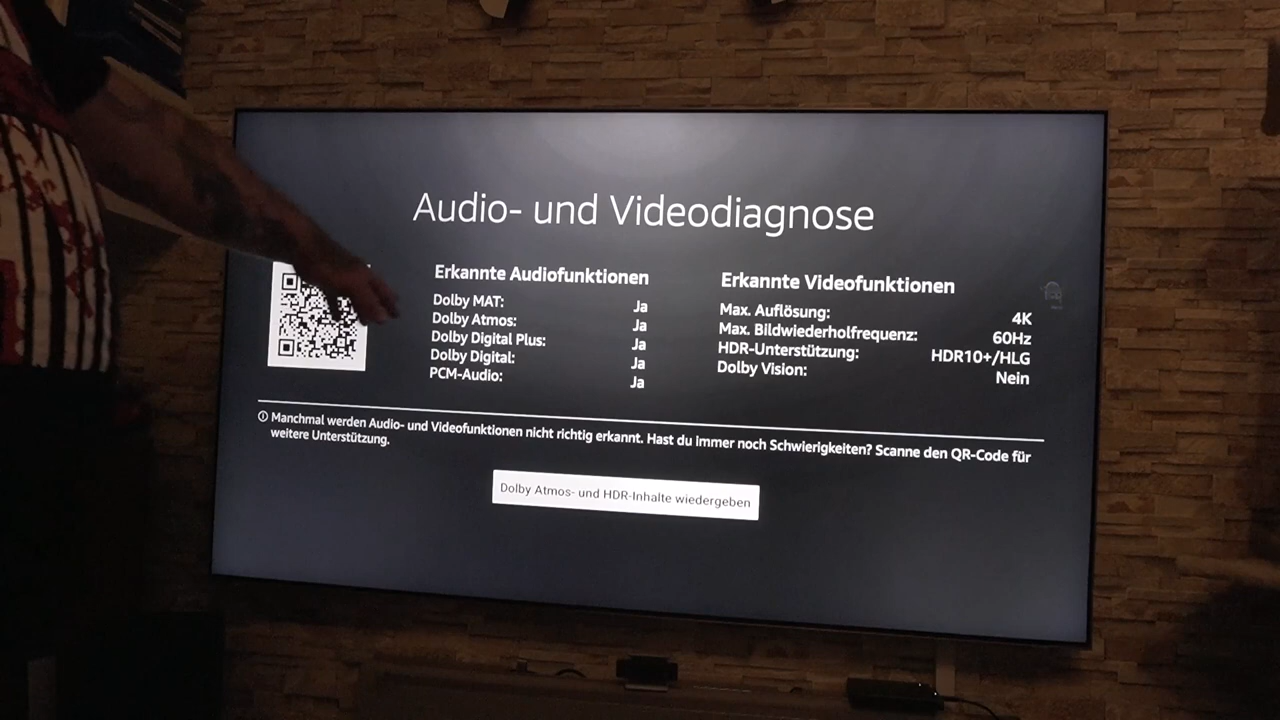 Audio- und Videodiagnose
Erkannte Audiofunktionen
Dolby MAT: Ja
Dolby Atmos: Ja
Dolby Digital Plus: Ja
Dolby Digital: Ja
PCM-Audio: Ja
Erkannte Videofunktionen
Max. Auflösung: 4K
Max. Bildwiederholfrequenz: 60Hz
HDR-Unterstützung: HDR10+/HLG
Dolby Vision: Nein
Manchmal werden Audio- und Videofunktionen nicht richtig erkannt. Hast du immer noch Schwierigkeiten? Scanne den QR-Code für
weitere Unterstützung.
Dolby Atmos- und HDR-Inhalte wiedergeben